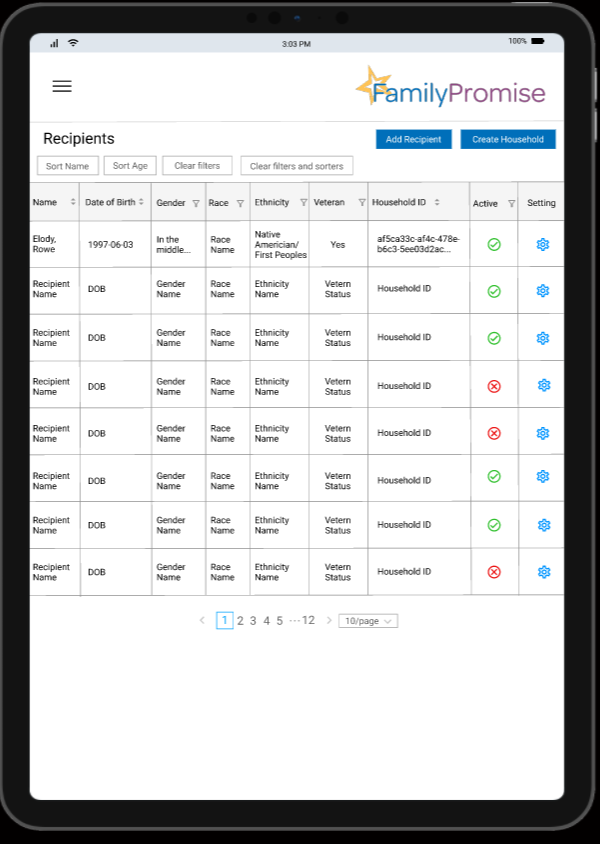 3:03 PM
100%
FamilyPromise
Recipients
Add Recipient
Create Household
Sort Name
Sort Age
Clear filters
Clear filters and sorters
Name Date of Birth Gender Race Ethnicity Veteran Household ID Active Setting
Elody,
Rowe
1997-06-03
In the
middle...
Race
Name
Native
Americian/
First Peoples
Yes
af5ca33c-af4c-478e-
b6c3-5ee03d2ac...
Recipient
Name
DOB
Gender
Name
Race
Name
Ethnicity
Name
Vetern
Status
Household ID
Recipient
Name
DOB
Gender
Name
Race
Name
Ethnicity
Name
Vetern
Status
Household ID
Recipient
Name
DOB
Gender
Name
Race
Name
Ethnicity
Name
Vetern
Status
Household ID
Recipient
Name
DOB
Gender
Name
Race
Name
Ethnicity
Name
Vetern
Status
Household ID
Recipient
Name
DOB
Gender
Name
Race
Name
Ethnicity
Name
Vetern
Status
Household ID
Recipient
Name
DOB
Gender
Name
Race
Name
Ethnicity
Name
Vetern
Status
Household ID
Recipient
Name
DOB
Gender
Name
Race
Name
Ethnicity
Name
Vetern
Status
Household ID
< 1 2 3 4 5 ··· 12 > 10/page